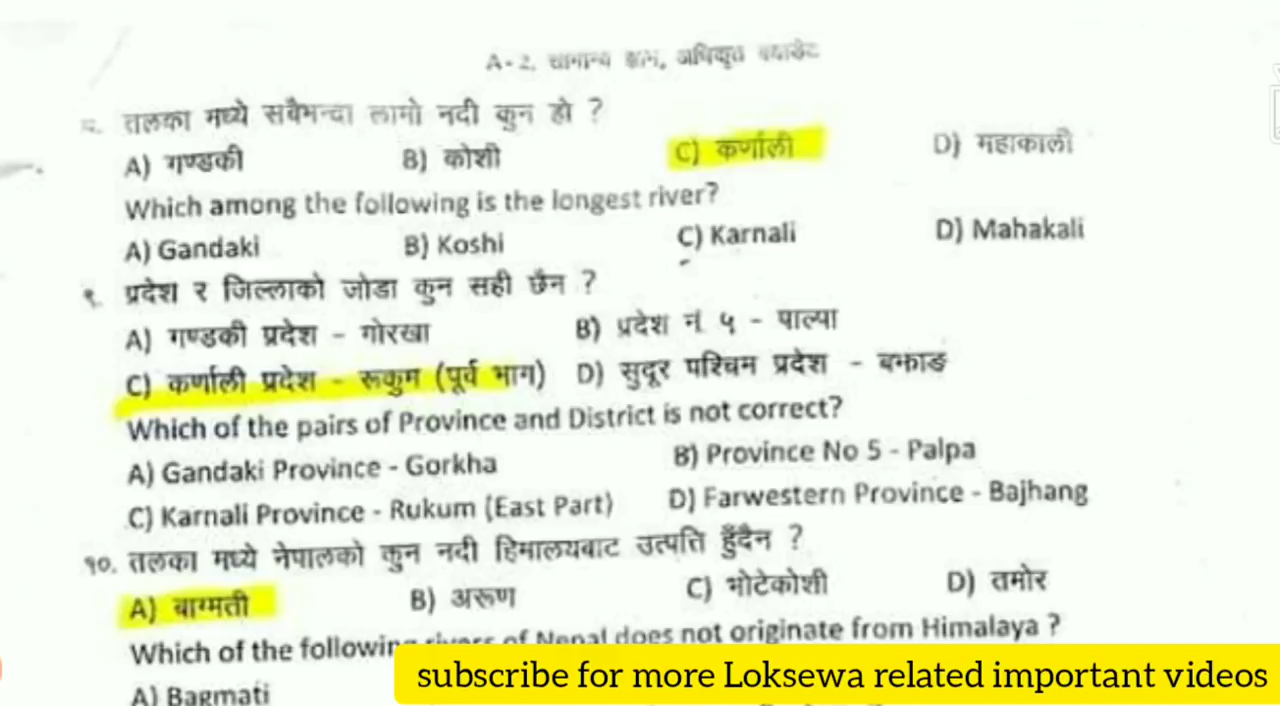 A-2, सामान्य ज्ञान, अधिकृत क्याडेट
८. तलका मध्ये सबैभन्दा लामो नदी कुन हो ?
A) गण्डकी B) कोशी C) कर्णाली D) महाकाली
Which among the following is the longest river?
A) Gandaki B) Koshi C) Karnali D) Mahakali
९. प्रदेश र जिल्लाको जोडा कुन सही छैन ?
A) गण्डकी प्रदेश - गोरखा B) प्रदेश नं ५ - पाल्पा
C) कर्णाली प्रदेश - रूकुम (पूर्व भाग) D) सुदूर पश्चिम प्रदेश - बझाङ
Which of the pairs of Province and District is not correct?
A) Gandaki Province - Gorkha B) Province No 5 - Palpa
C) Karnali Province - Rukum (East Part) D) Farwestern Province - Bajhang
१०. तलका मध्ये नेपालको कुन नदी हिमालयबाट उत्पति हुँदैन ?
A) बाग्मती B) अरूण C) भोटेकोशी D) तमोर
Which of the following rivers of Nepal does not originate from Himalaya ?
A) Bagmati
subscribe for more Loksewa related important videos